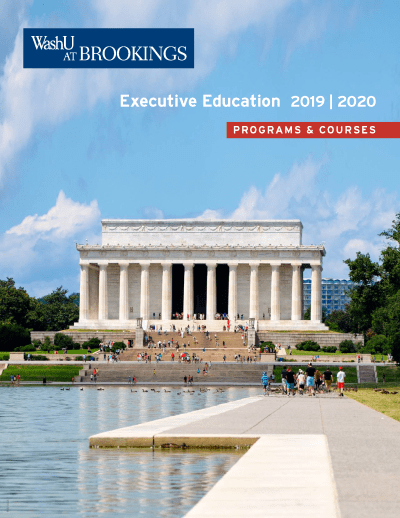 WashU
AT BROOKINGS
Executive Education 2019 | 2020
PROGRAMS & COURSES